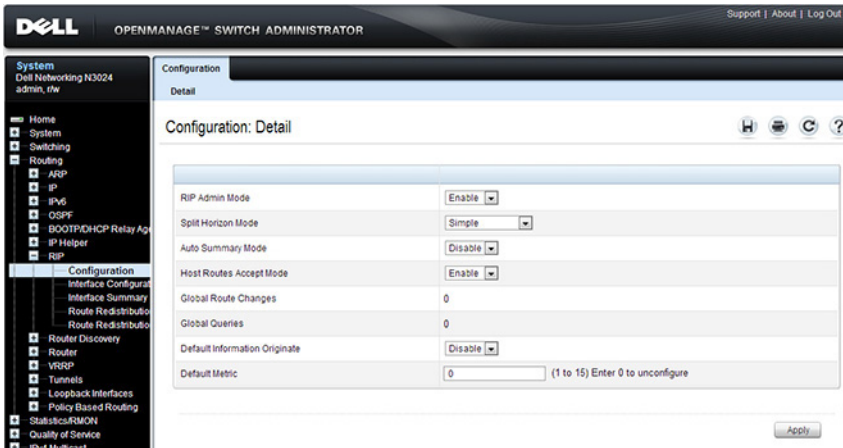 Support | About | Log Out
DELL OPENMANAGE™ SWITCH ADMINISTRATOR
System
Dell Networking N3024
admin, r/w
Home
System
Switching
Routing
ARP
IP
IPv6
OSPF
BOOTP/DHCP Relay Age
IP Helper
RIP
Configuration
Interface Configurat
Interface Summary
Route Redistributio
Route Redistributio
Router Discovery
Router
VRRP
Tunnels
Loopback Interfaces
Policy Based Routing
Statistics/RMON
Quality of Service
IPv4 Multicast
Configuration
Detail
Configuration: Detail
RIP Admin Mode Enable
Split Horizon Mode Simple
Auto Summary Mode Disable
Host Routes Accept Mode Enable
Global Route Changes 0
Global Queries 0
Default Information Originate Disable
Default Metric 0 (1 to 15) Enter 0 to unconfigure
Apply